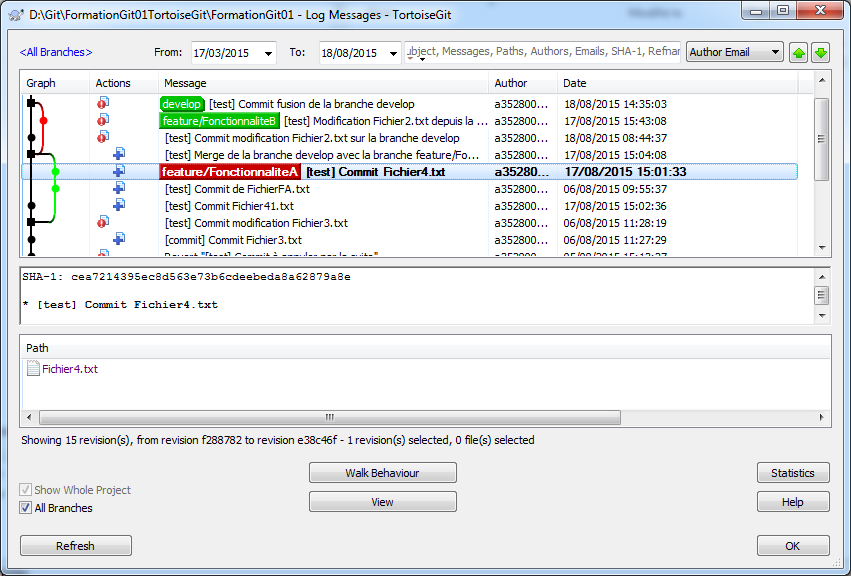 D:\Git\FormationGit01TortoiseGit\FormationGit01 - Log Messages - TortoiseGit
<All Branches> From: 17/03/2015 To: 18/08/2015 Subject, Messages, Paths, Authors, Emails, SHA-1, Refnam Author Email
Graph Actions Message Author Date
develop [test] Commit fusion de la branche develop a352800... 18/08/2015 14:35:03
feature/FonctionnaliteB [test] Modification Fichier2.txt depuis la ... a352800... 17/08/2015 15:43:08
[test] Commit modification Fichier2.txt sur la branche develop a352800... 18/08/2015 08:44:37
[test] Merge de la branche develop avec la branche feature/Fo... a352800... 17/08/2015 15:04:08
feature/FonctionnaliteA [test] Commit Fichier4.txt a35280... 17/08/2015 15:01:33
[test] Commit de FichierFA.txt a352800... 06/08/2015 09:55:37
[test] Commit Fichier41.txt a352800... 17/08/2015 15:02:36
[test] Commit modification Fichier3.txt a352800... 06/08/2015 11:28:19
[commit] Commit Fichier3.txt a352800... 06/08/2015 11:27:29
Revert "[test] Commit à annuler par la suite"
SHA-1: cea7214395ec8d563e73b6cdeebeda8a62879a8e
* [test] Commit Fichier4.txt
Path
Fichier4.txt
Showing 15 revision(s), from revision f288782 to revision e38c46f - 1 revision(s) selected, 0 file(s) selected
Walk Behaviour Statistics
Show Whole Project
All Branches View Help
Refresh OK